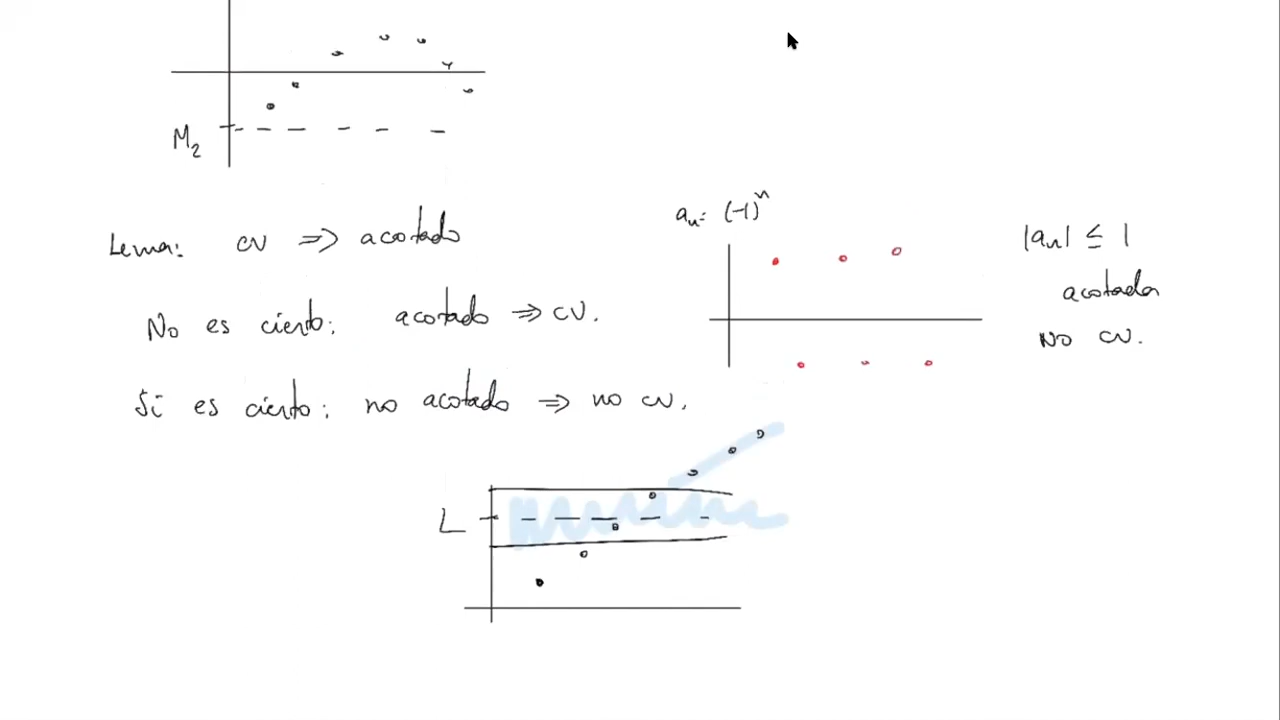 M₂
Lema: cv => acotado
No es cierto: acotado => cv.
Si es cierto: no acotado => no cv.
aₙ = (-1)ⁿ
|aₙ| ≤ 1
acotada
no cv.
L